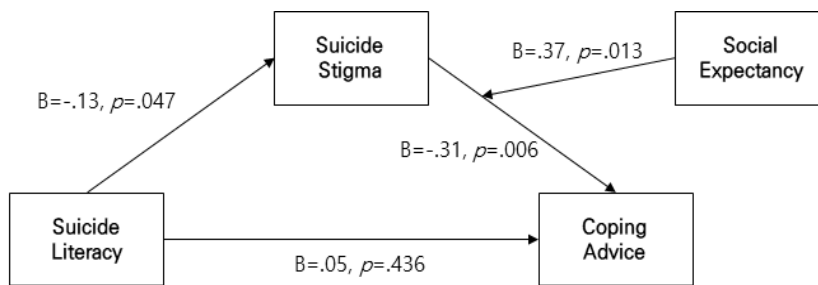 Suicide
Stigma
Social
Expectancy
B=.37, p=.013
B=-.13, p=.047
B=-.31, p=.006
Suicide
Literacy
Coping
Advice
B=.05, p=.436